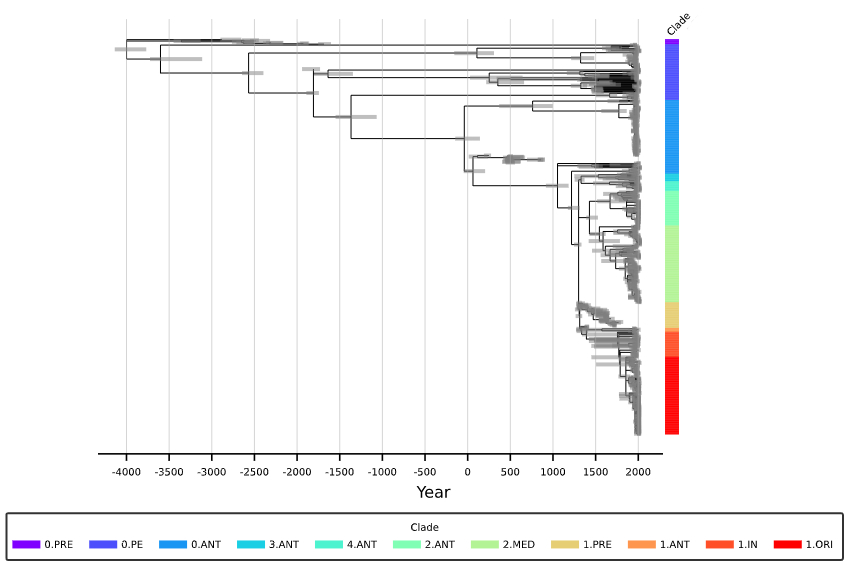 Clade
-4000 -3500 -3000 -2500 -2000 -1500 -1000 -500 0 500 1000 1500 2000
Year
Clade
0.PRE 0.PE 0.ANT 3.ANT 4.ANT 2.ANT 2.MED 1.PRE 1.ANT 1.IN 1.ORI